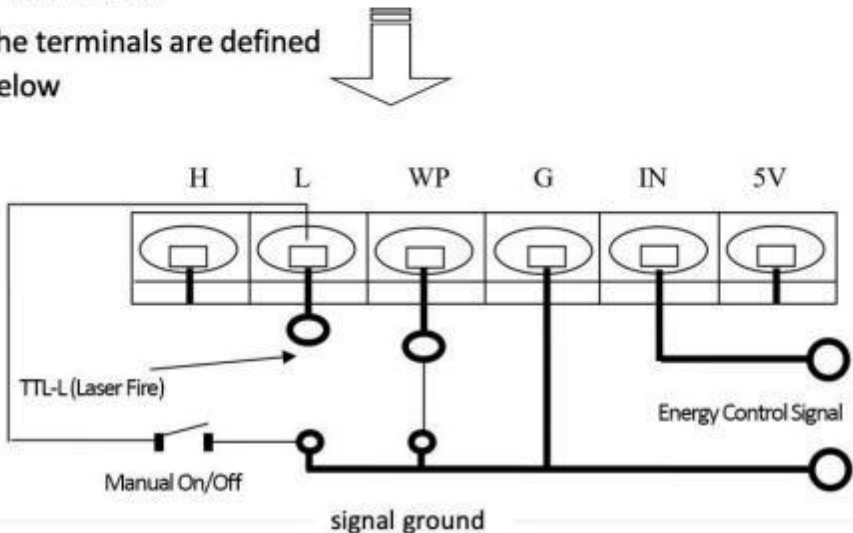 he terminals are defined
elow
H L WP G IN 5V
TTL-L (Laser Fire)
Energy Control Signal
Manual On/Off
signal ground